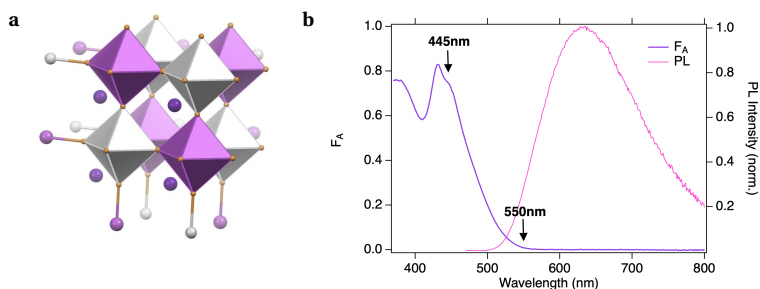 a
b
1.0
0.8
0.6
0.4
0.2
0.0
F_A
445nm
550nm
F_A
PL
1.0
0.8
0.6
0.4
0.2
PL Intensity (norm.)
400
500
600
700
800
Wavelength (nm)